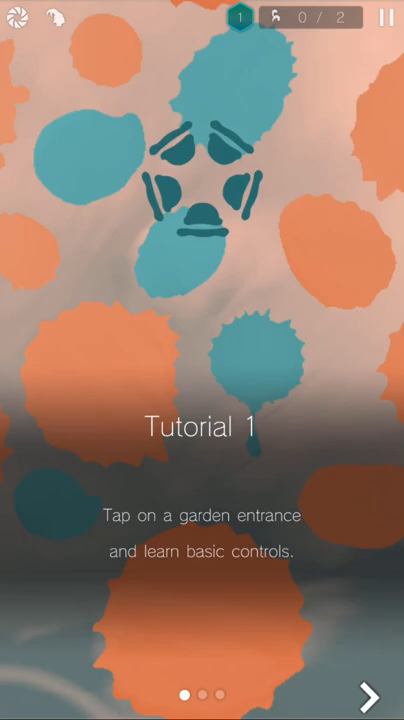 1
0 / 2
Tutorial 1
Tap on a garden entrance
and learn basic controls.